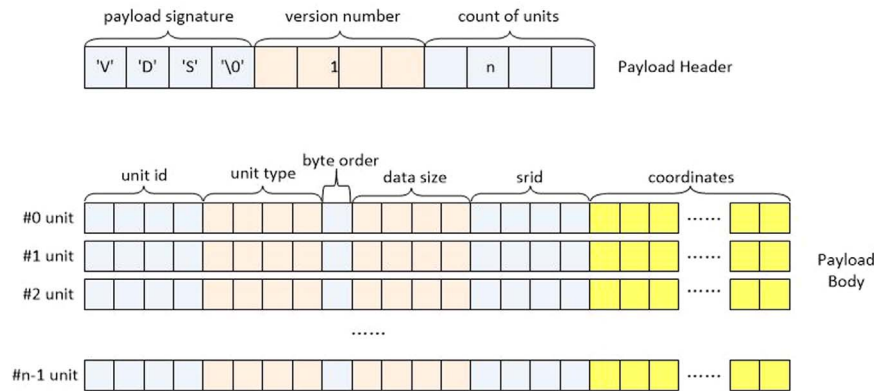 payload signature version number count of units
'V' 'D' 'S' '\0' 1 n Payload Header
byte order
unit id unit type data size srid coordinates
#0 unit ......
#1 unit ...... Payload
#2 unit ...... Body
......
#n-1 unit ......